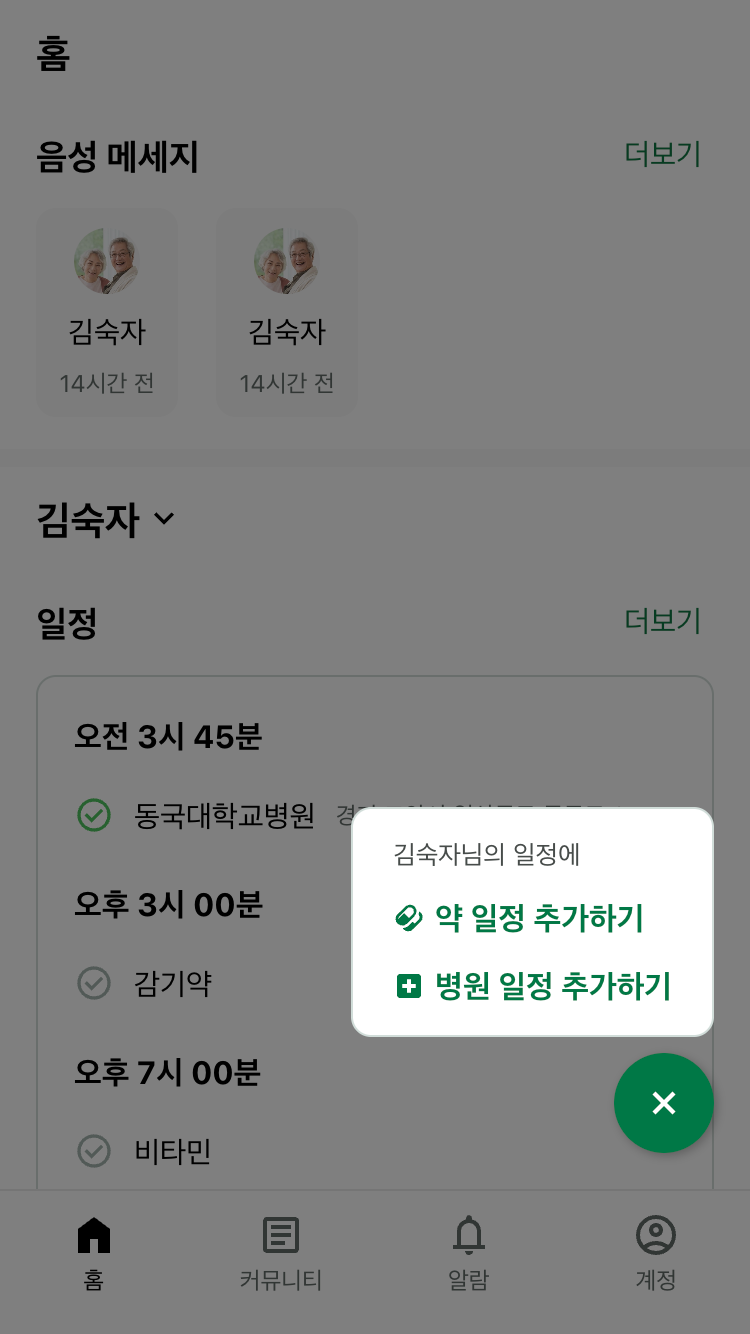 홈
음성 메세지 더보기
김숙자 김숙자
14시간 전 14시간 전
김숙자
일정 더보기
오전 3시 45분
동국대학교병원
김숙자님의 일정에
오후 3시 00분
약 일정 추가하기
감기약
병원 일정 추가하기
오후 7시 00분
비타민
홈 커뮤니티 알람 계정